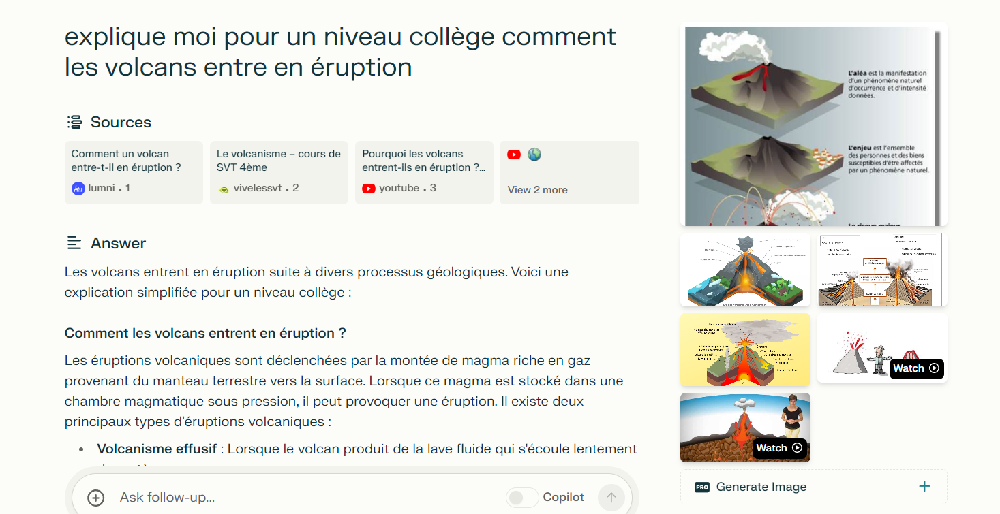 explique moi pour un niveau collège comment
les volcans entre en éruption
Sources
Comment un volcan
entre-t-il en éruption ?
lumni . 1
Le volcanisme – cours de
SVT 4ème
vivelessvt . 2
Pourquoi les volcans
entrent-ils en éruption ?...
youtube . 3
View 2 more
Answer
Les volcans entrent en éruption suite à divers processus géologiques. Voici une
explication simplifiée pour un niveau collège :
Comment les volcans entrent en éruption ?
Les éruptions volcaniques sont déclenchées par la montée de magma riche en gaz
provenant du manteau terrestre vers la surface. Lorsque ce magma est stocké dans une
chambre magmatique sous pression, il peut provoquer une éruption. Il existe deux
principaux types d'éruptions volcaniques :
• Volcanisme effusif : Lorsque le volcan produit de la lave fluide qui s'écoule lentement
Ask follow-up...
Copilot
L'aléa est la manifestation
d'un phénomène naturel
d'occurrence et d'intensité
données.
L'enjeu est l'ensemble
des personnes et des biens
susceptibles d'être affectés
par un phénomène naturel.
Le risque majeur
Structure du volcan
Watch
Watch
PRO Generate Image